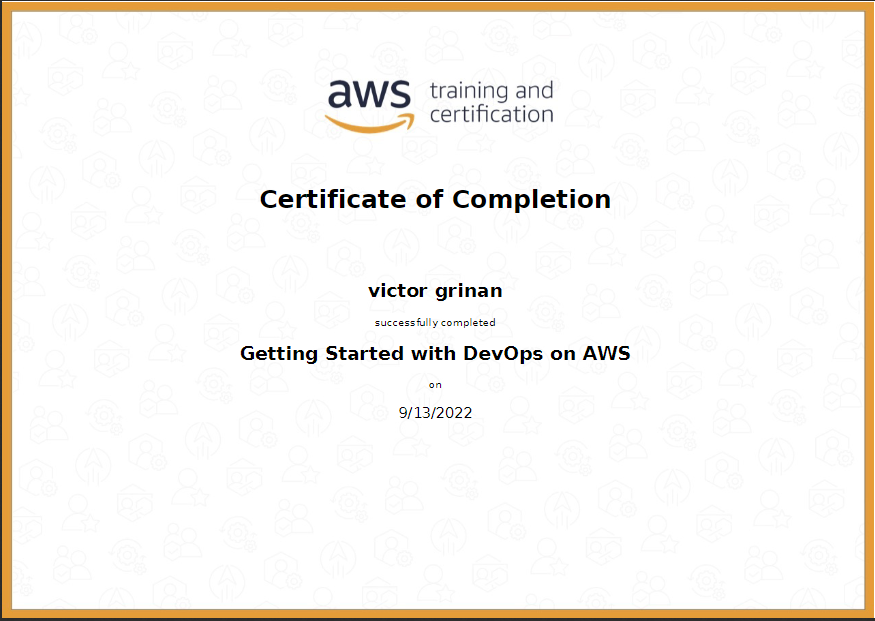 aws training and
certification
Certificate of Completion
victor grinan
successfully completed
Getting Started with DevOps on AWS
on
9/13/2022